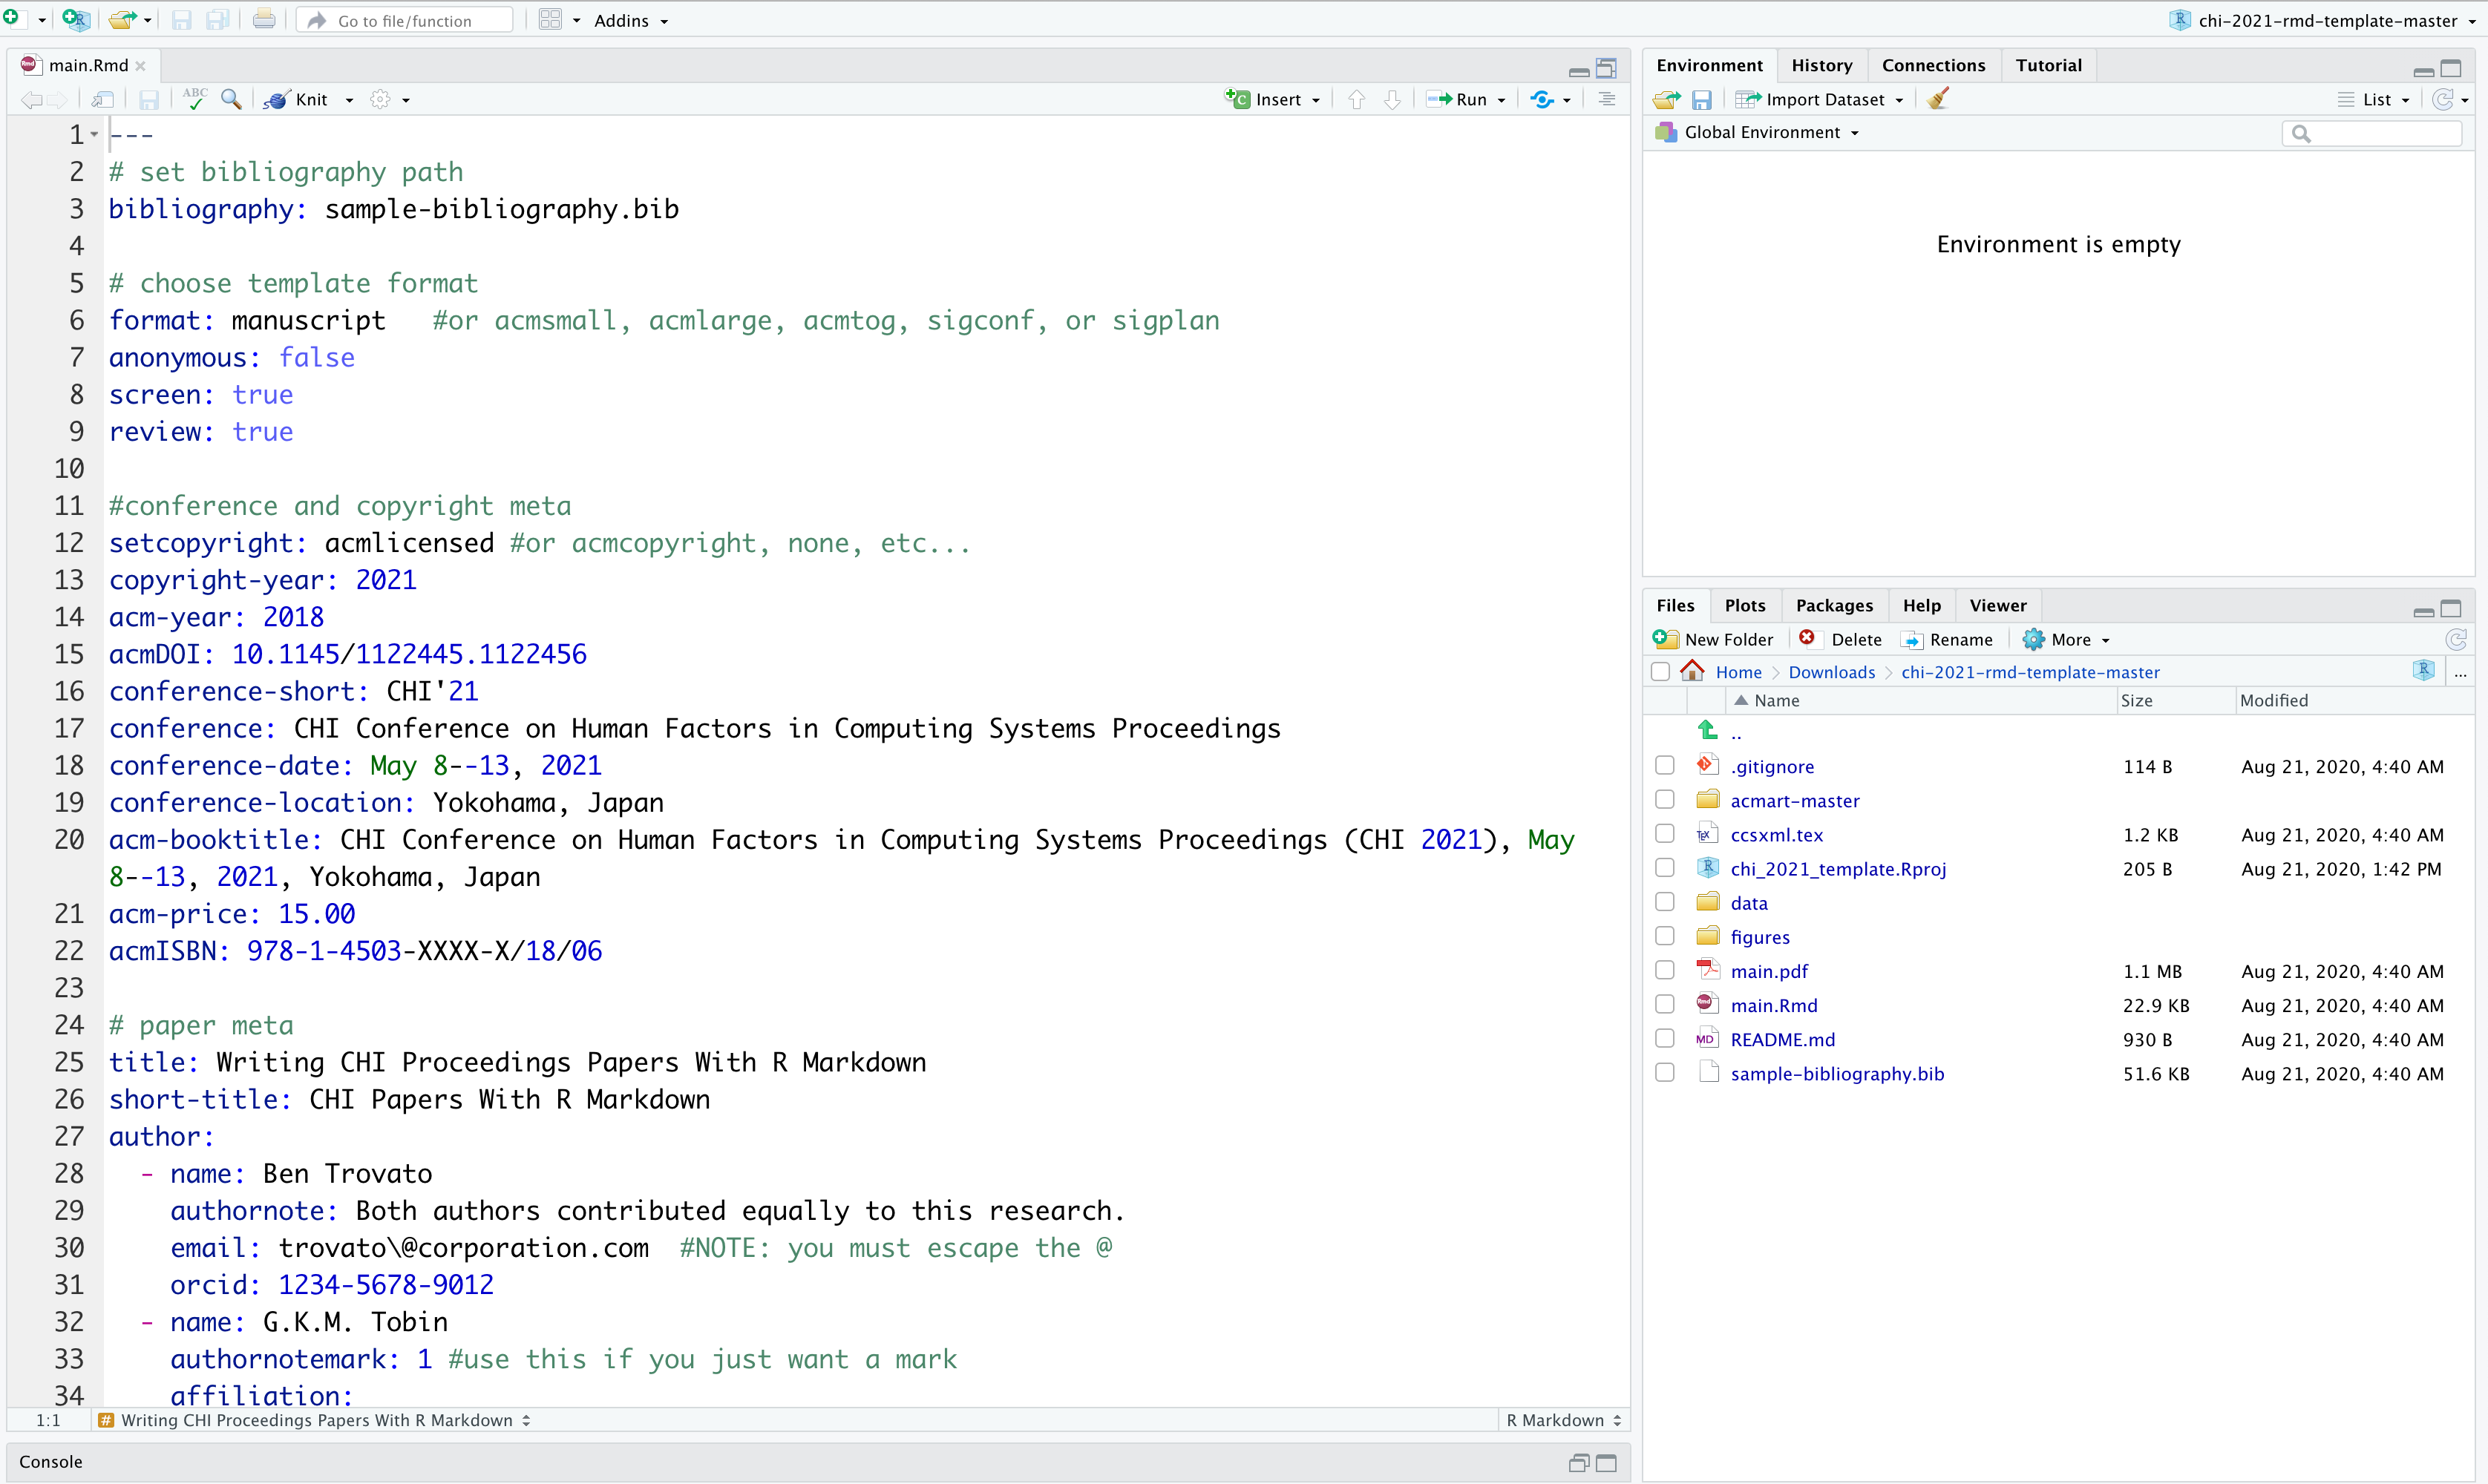 Go to file/function
Addins
chi-2021-rmd-template-master
main.Rmd
ABC
Knit
Insert
Run
1 ---
2 # set bibliography path
3 bibliography: sample-bibliography.bib
4
5 # choose template format
6 format: manuscript   #or acmsmall, acmlarge, acmtog, sigconf, or sigplan
7 anonymous: false
8 screen: true
9 review: true
10
11 #conference and copyright meta
12 setcopyright: acmlicensed #or acmcopyright, none, etc...
13 copyright-year: 2021
14 acm-year: 2018
15 acmDOI: 10.1145/1122445.1122456
16 conference-short: CHI'21
17 conference: CHI Conference on Human Factors in Computing Systems Proceedings
18 conference-date: May 8--13, 2021
19 conference-location: Yokohama, Japan
20 acm-booktitle: CHI Conference on Human Factors in Computing Systems Proceedings (CHI 2021), May
8--13, 2021, Yokohama, Japan
21 acm-price: 15.00
22 acmISBN: 978-1-4503-XXXX-X/18/06
23
24 # paper meta
25 title: Writing CHI Proceedings Papers With R Markdown
26 short-title: CHI Papers With R Markdown
27 author:
28   - name: Ben Trovato
29     authornote: Both authors contributed equally to this research.
30     email: trovato\@corporation.com  #NOTE: you must escape the @
31     orcid: 1234-5678-9012
32   - name: G.K.M. Tobin
33     authornotemark: 1 #use this if you just want a mark
34     affiliation:
1:1 # Writing CHI Proceedings Papers With R Markdown R Markdown
Console
Environment History Connections Tutorial
Import Dataset List
Global Environment
Environment is empty
Files Plots Packages Help Viewer
New Folder Delete Rename More
Home Downloads chi-2021-rmd-template-master ...
Name Size Modified
..
.gitignore 114 B Aug 21, 2020, 4:40 AM
acmart-master
ccsxml.tex 1.2 KB Aug 21, 2020, 4:40 AM
chi_2021_template.Rproj 205 B Aug 21, 2020, 1:42 PM
data
figures
main.pdf 1.1 MB Aug 21, 2020, 4:40 AM
main.Rmd 22.9 KB Aug 21, 2020, 4:40 AM
README.md 930 B Aug 21, 2020, 4:40 AM
sample-bibliography.bib 51.6 KB Aug 21, 2020, 4:40 AM